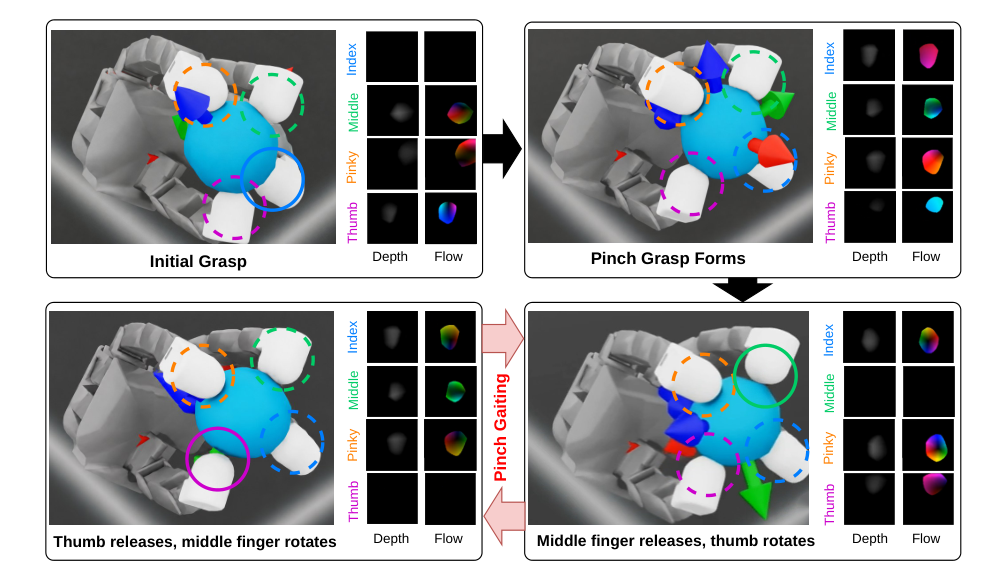 Index
Middle
Pinky
Thumb
Depth
Flow
Initial Grasp
Index
Middle
Pinky
Thumb
Depth
Flow
Pinch Grasp Forms
Index
Middle
Pinky
Thumb
Depth
Flow
Thumb releases, middle finger rotates
Pinch Gaiting
Index
Middle
Pinky
Thumb
Depth
Flow
Middle finger releases, thumb rotates